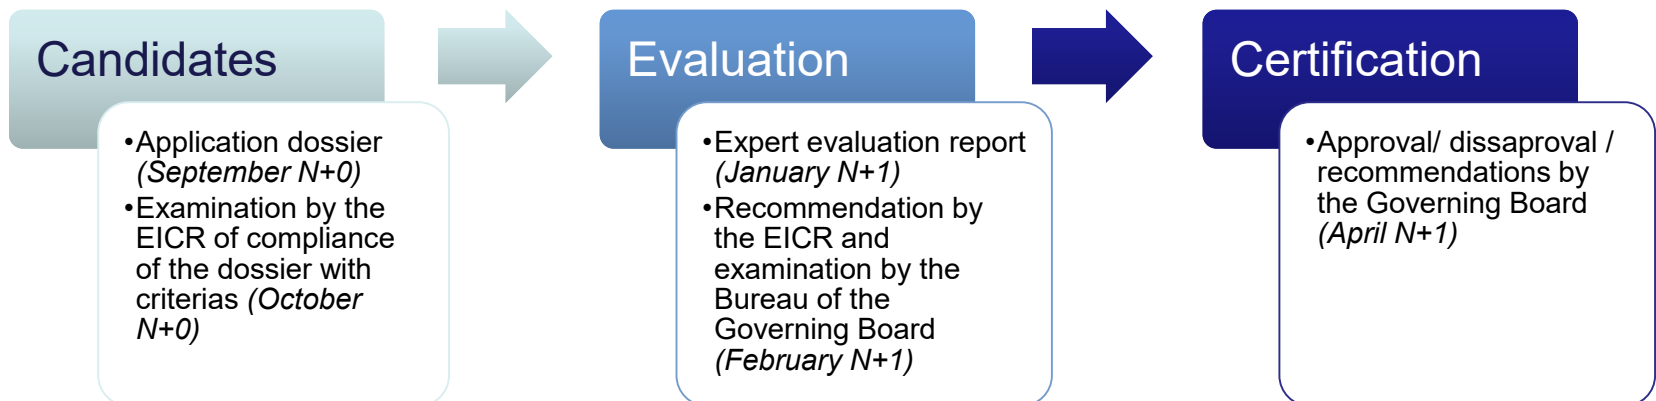 Candidates
•Application dossier
(September N+0)
•Examination by the
EICR of compliance
of the dossier with
criterias (October
N+0)
Evaluation
•Expert evaluation report
(January N+1)
•Recommendation by
the EICR and
examination by the
Bureau of the
Governing Board
(February N+1)
Certification
•Approval/ dissaproval /
recommendations by
the Governing Board
(April N+1)